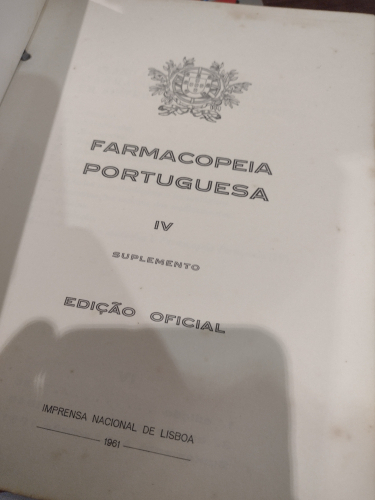 FARMACOPEIA
PORTUGUESA
IV
SUPLEMENTO
EDIÇÃO OFICIAL
IMPRENSA NACIONAL DE LISBOA
1961